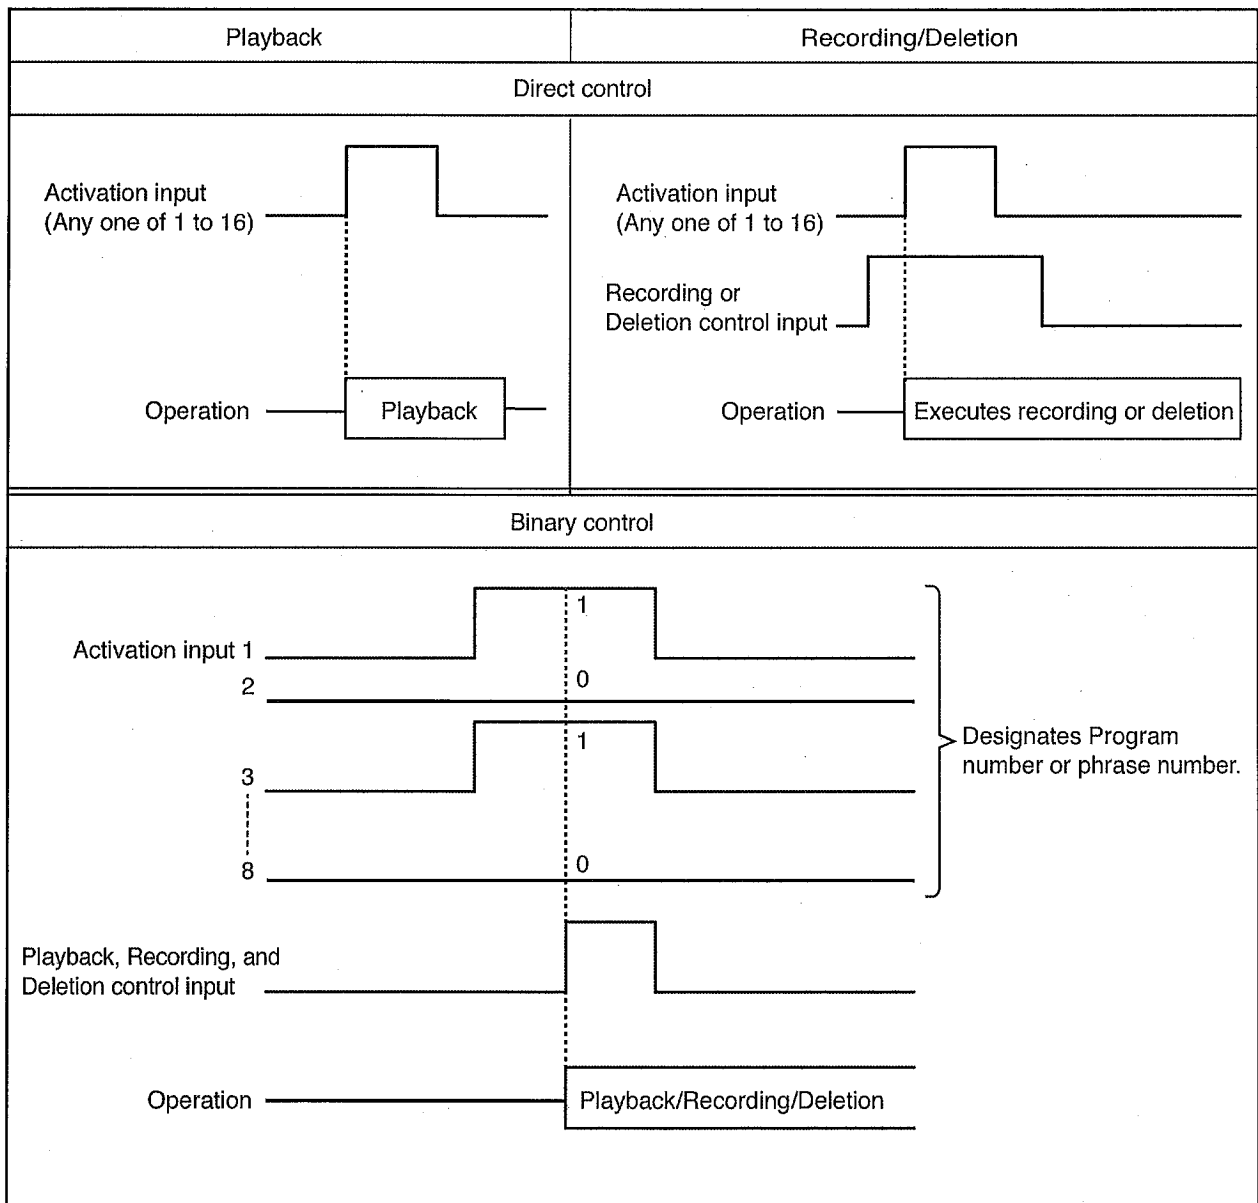 Playback
Recording/Deletion
Direct control
Activation input
(Any one of 1 to 16)
Operation
Playback
Activation input
(Any one of 1 to 16)
Recording or
Deletion control input
Operation
Executes recording or deletion
Binary control
Activation input 1
1
2
0
3
1
8
0
Designates Program
number or phrase number.
Playback, Recording, and
Deletion control input
Operation
Playback/Recording/Deletion